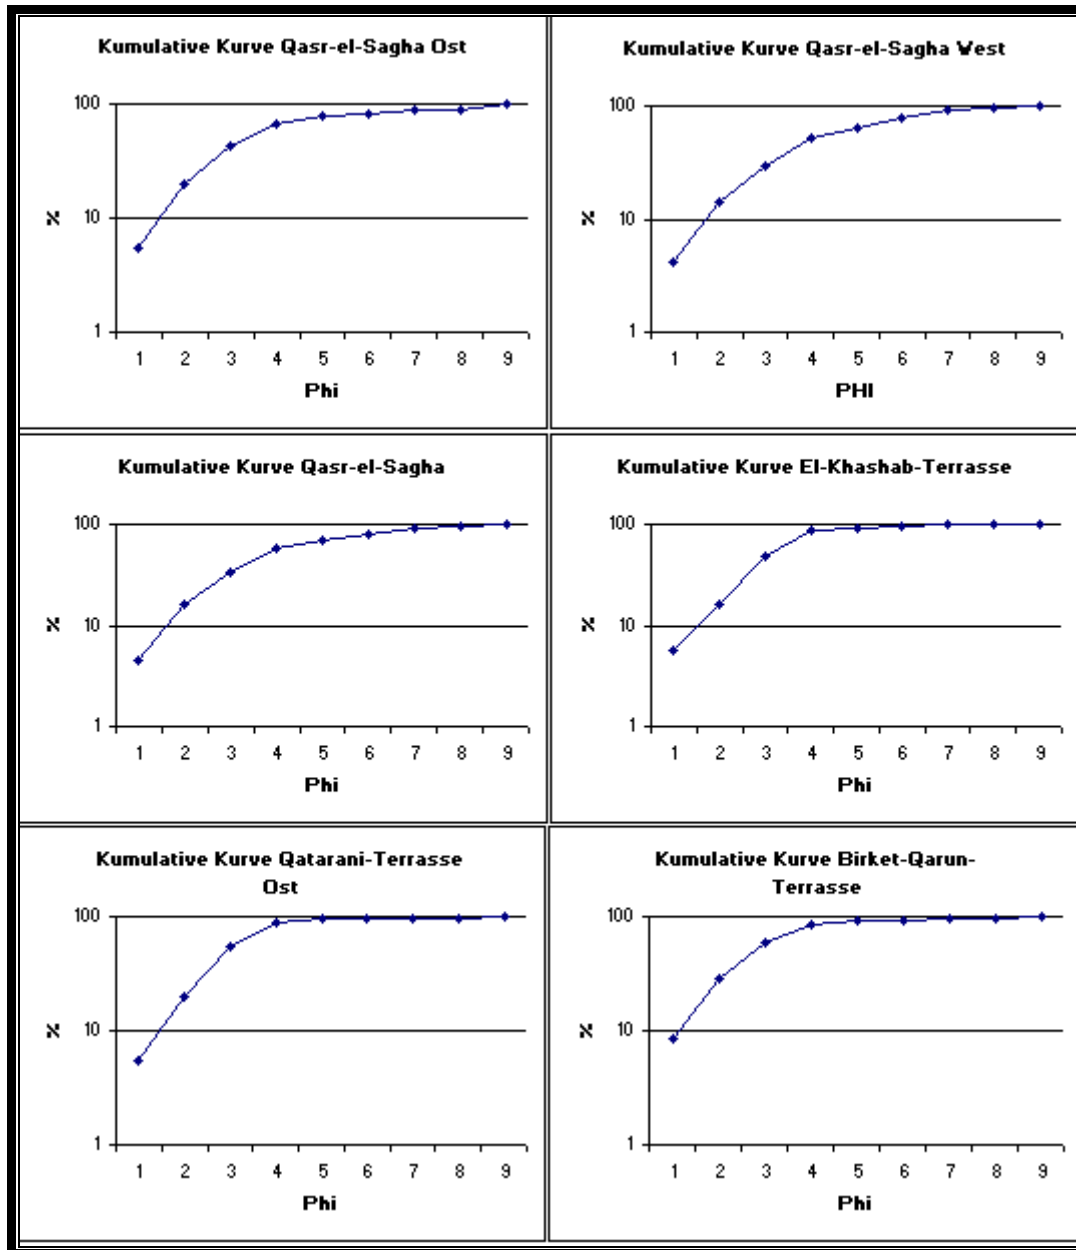 Kumulative Kurve Qasr-el-Sagha Ost
100
10
1
%
1 2 3 4 5 6 7 8 9
Phi
Kumulative Kurve Qasr-el-Sagha West
100
10
1
%
1 2 3 4 5 6 7 8 9
PHI
Kumulative Kurve Qasr-el-Sagha
100
10
1
%
1 2 3 4 5 6 7 8 9
Phi
Kumulative Kurve El-Khashab-Terrasse
100
10
1
%
1 2 3 4 5 6 7 8 9
Phi
Kumulative Kurve Qatarani-Terrasse
Ost
100
10
1
%
1 2 3 4 5 6 7 8 9
Phi
Kumulative Kurve Birket-Qarun-
Terrasse
100
10
1
%
1 2 3 4 5 6 7 8 9
Phi